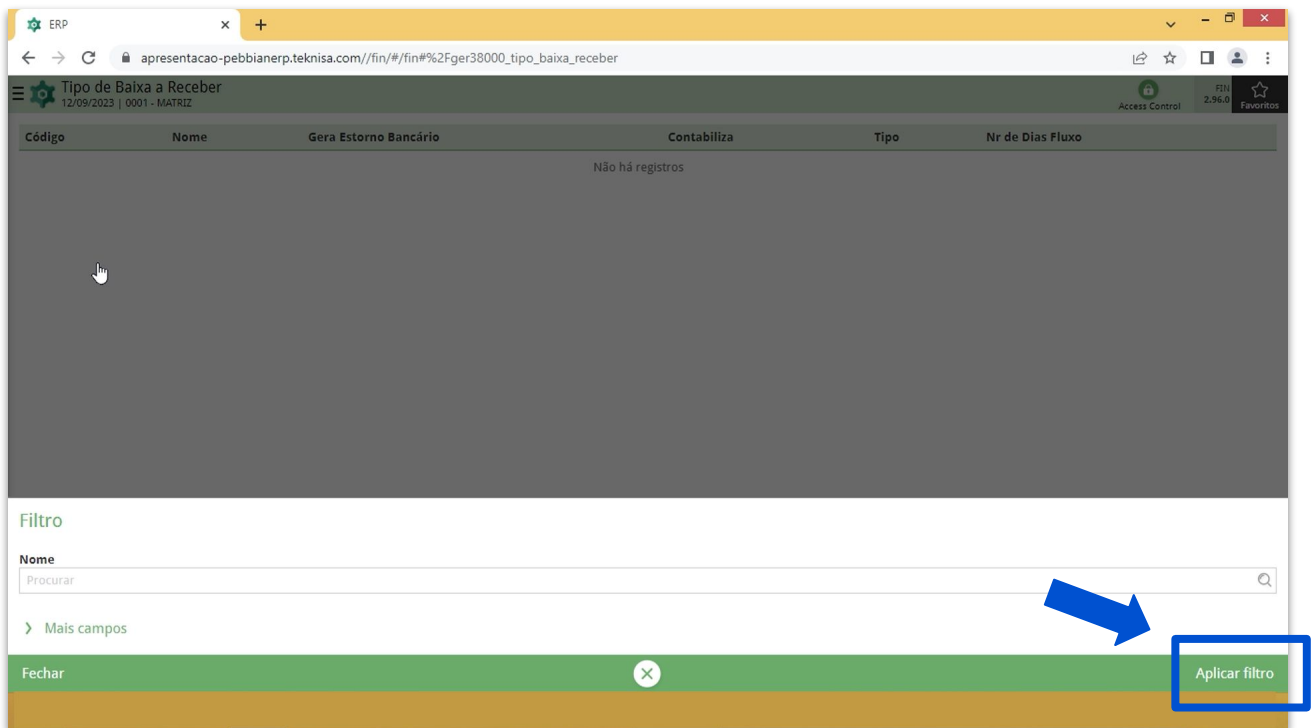 ERP
apresentacao-pebbianerp.teknisa.com//fin/#/fin#%2Fger38000_tipo_baixa_receber
Tipo de Baixa a Receber
12/09/2023 | 0001 - MATRIZ
Access Control
FIN
2.96.0
Favoritos
Código Nome Gera Estorno Bancário Contabiliza Tipo Nr de Dias Fluxo
Não há registros
Filtro
Nome
Procurar
Mais campos
Fechar
Aplicar filtro